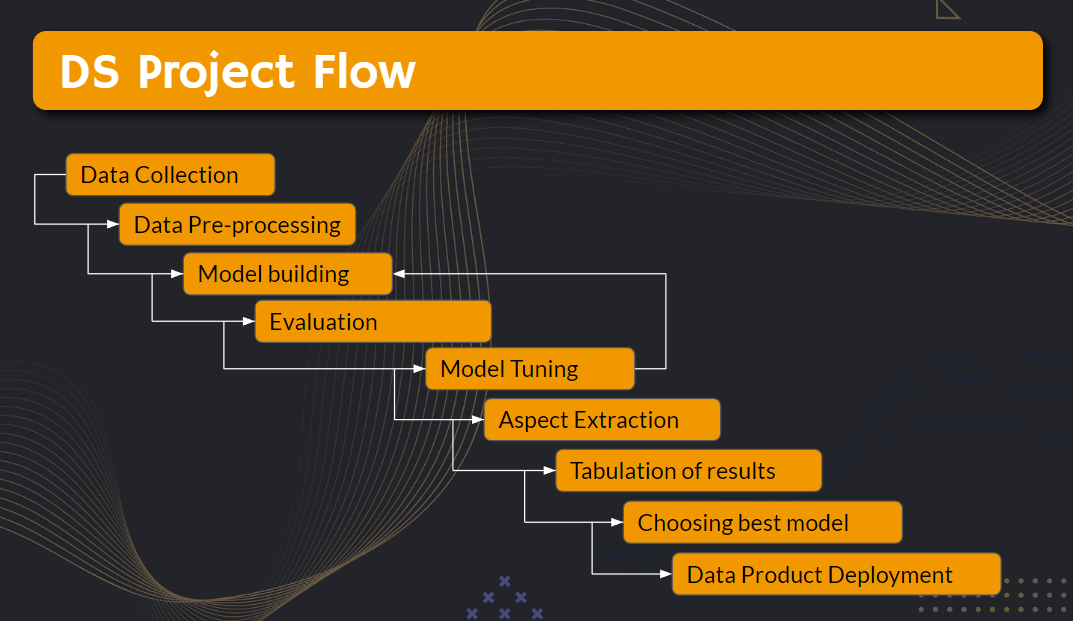 DS Project Flow
Data Collection
Data Pre-processing
Model building
Evaluation
Model Tuning
Aspect Extraction
Tabulation of results
Choosing best model
Data Product Deployment